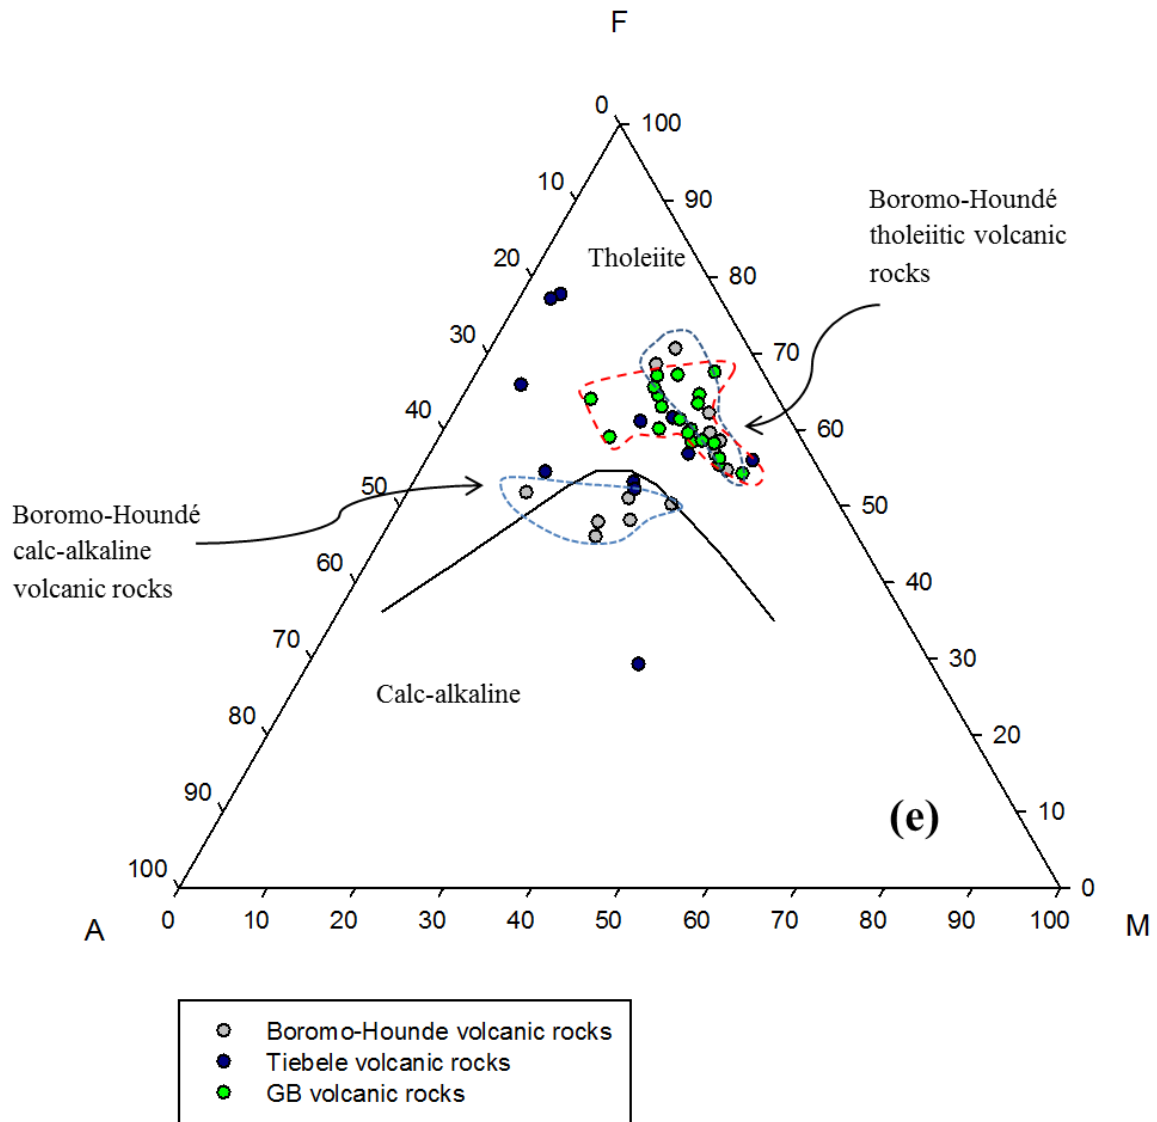 F
0
100
10
90
Boromo-Houndé
tholeiitic volcanic
rocks
20
Tholeiite
80
30
70
40
60
50
50
Boromo-Houndé
calc-alkaline
volcanic rocks
60
40
70
30
Calc-alkaline
80
20
90
10
(e)
100
0
0 10 20 30 40 50 60 70 80 90 100
A
M
Boromo-Hounde volcanic rocks
Tiebele volcanic rocks
GB volcanic rocks